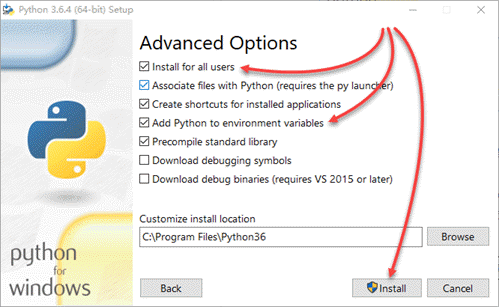 Python 3.6.4 (64-bit) Setup
Advanced Options
Install for all users
Associate files with Python (requires the py launcher)
Create shortcuts for installed applications
Add Python to environment variables
Precompile standard library
Download debugging symbols
Download debug binaries (requires VS 2015 or later)
Customize install location
C:\Program Files\Python36
Browse
python
for
windows
Back
Install
Cancel